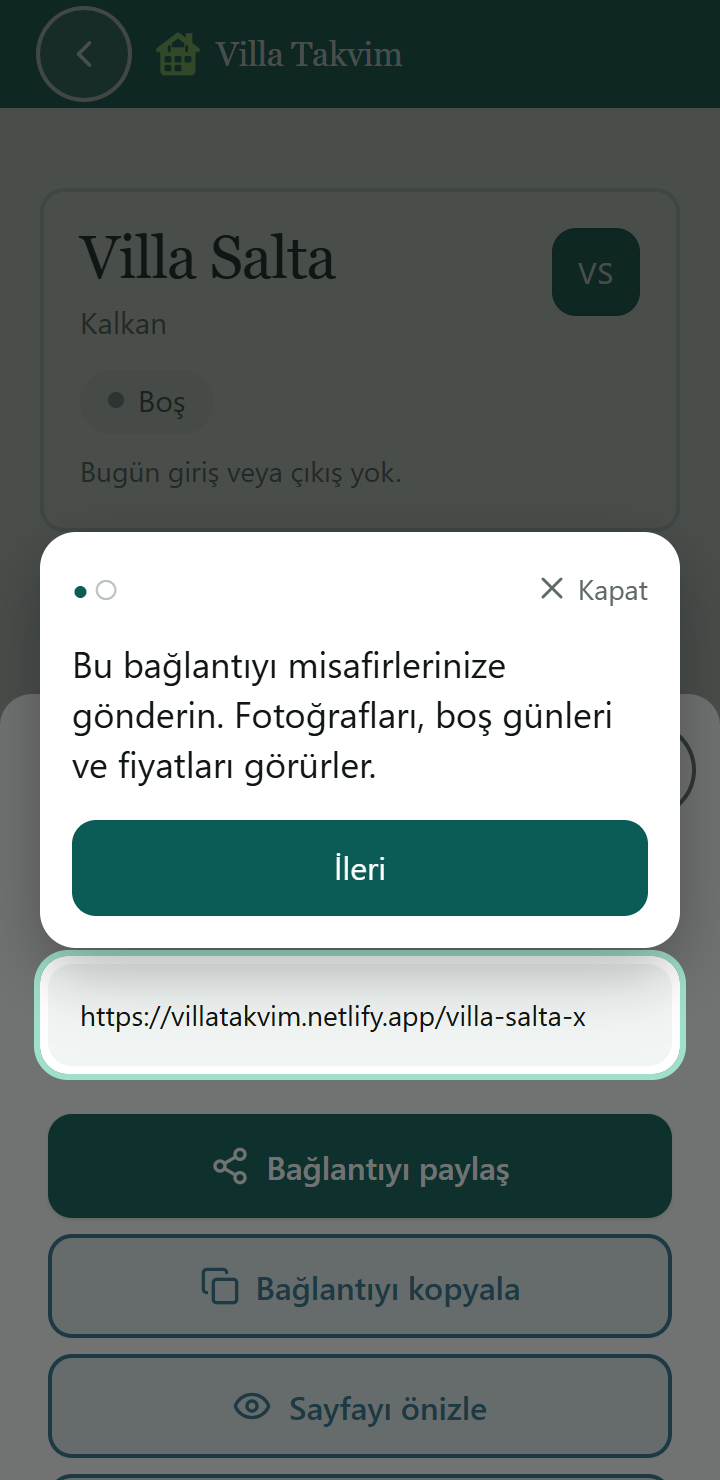 Villa Takvim
Villa Salta
VS
Kalkan
Boş
Bugün giriş veya çıkış yok.
Kapat
Bu bağlantıyı misafirlerinize
gönderin. Fotoğrafları, boş günleri
ve fiyatları görürler.
İleri
https://villatakvim.netlify.app/villa-salta-x
Bağlantıyı paylaş
Bağlantıyı kopyala
Sayfayı önizle